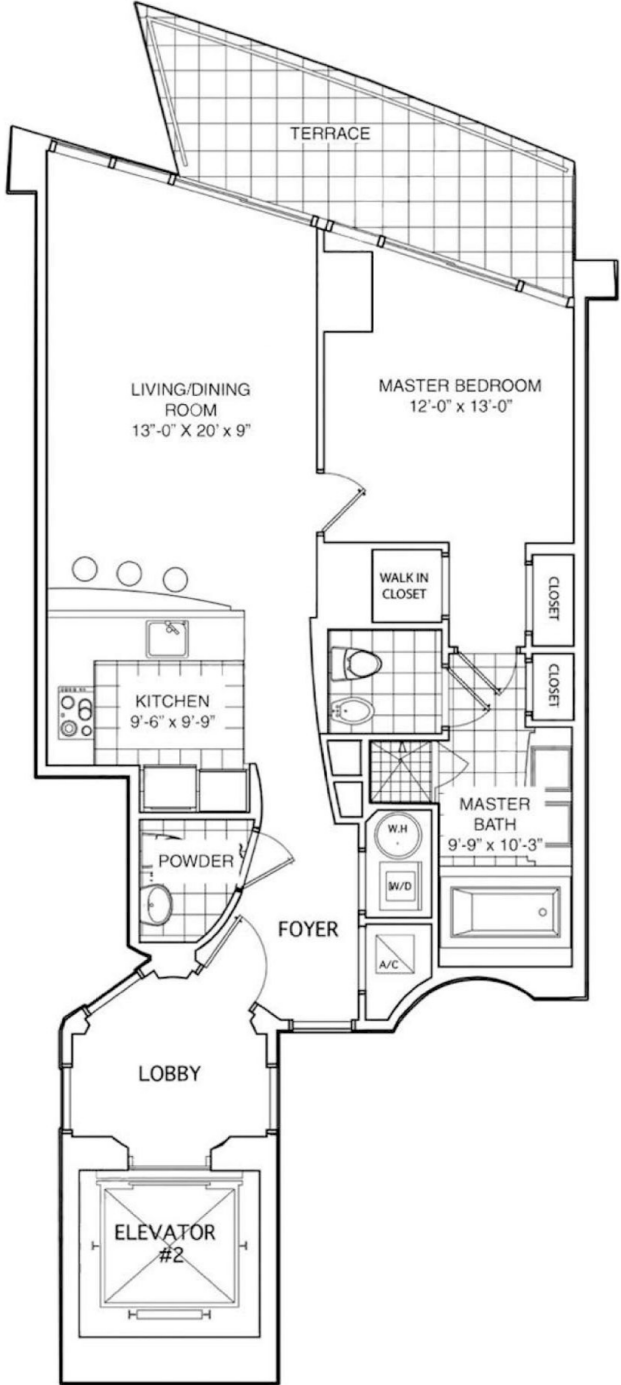 TERRACE
LIVING/DINING
ROOM
13"-0" X 20' x 9"
MASTER BEDROOM
12'-0" x 13'-0"
WALK IN
CLOSET
CLOSET
CLOSET
KITCHEN
9'-6" x 9'-9"
MASTER
BATH
9'-9" x 10'-3"
POWDER
W.H
W/D
FOYER
A/C
LOBBY
ELEVATOR
#2